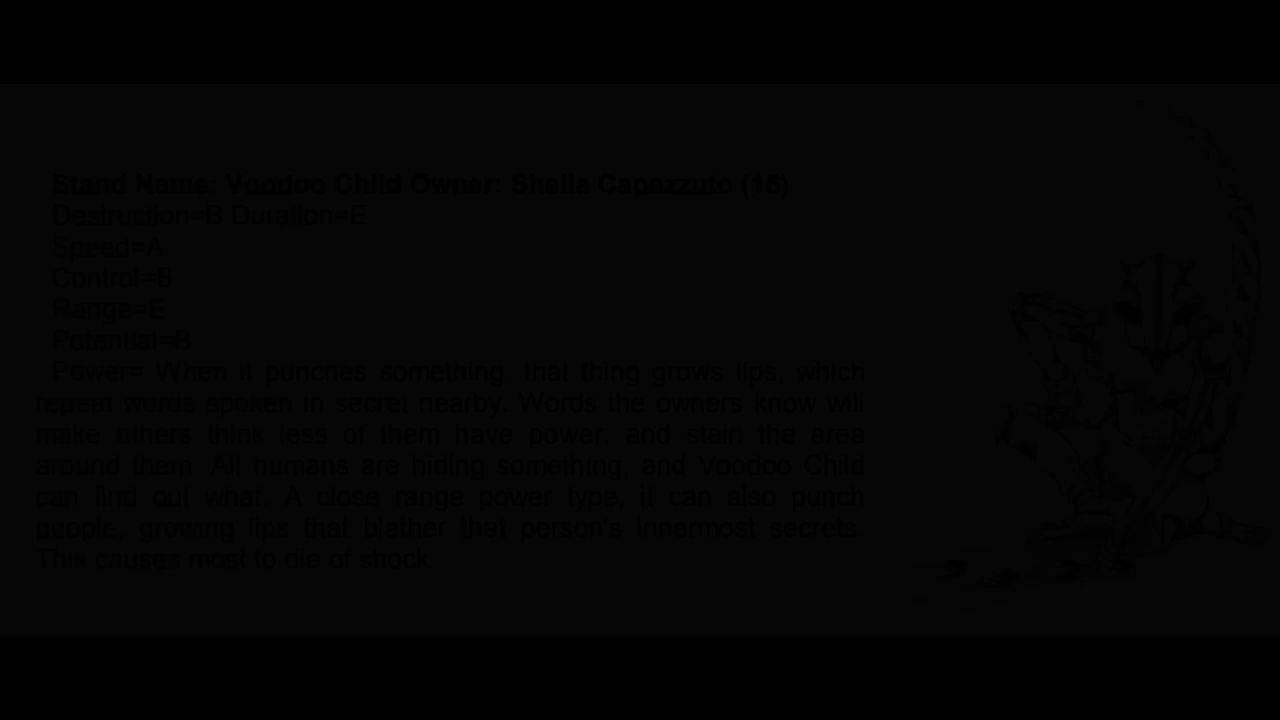 Stand Name: Voodoo Child Owner: Sheila Capezzuto (15)
Destruction=B Duration=E
Speed=A
Control=B
Range=E
Potential=B
Power= When it punches something, that thing grows lips, which
repeat words spoken in secret nearby. Words the owners know will
make others think less of them have power, and stain the area
around them. All humans are hiding something, and Voodoo Child
can find out what. A close range power type, it can also punch
people, growing lips that blather that person's innermost secrets.
This causes most to die of shock.